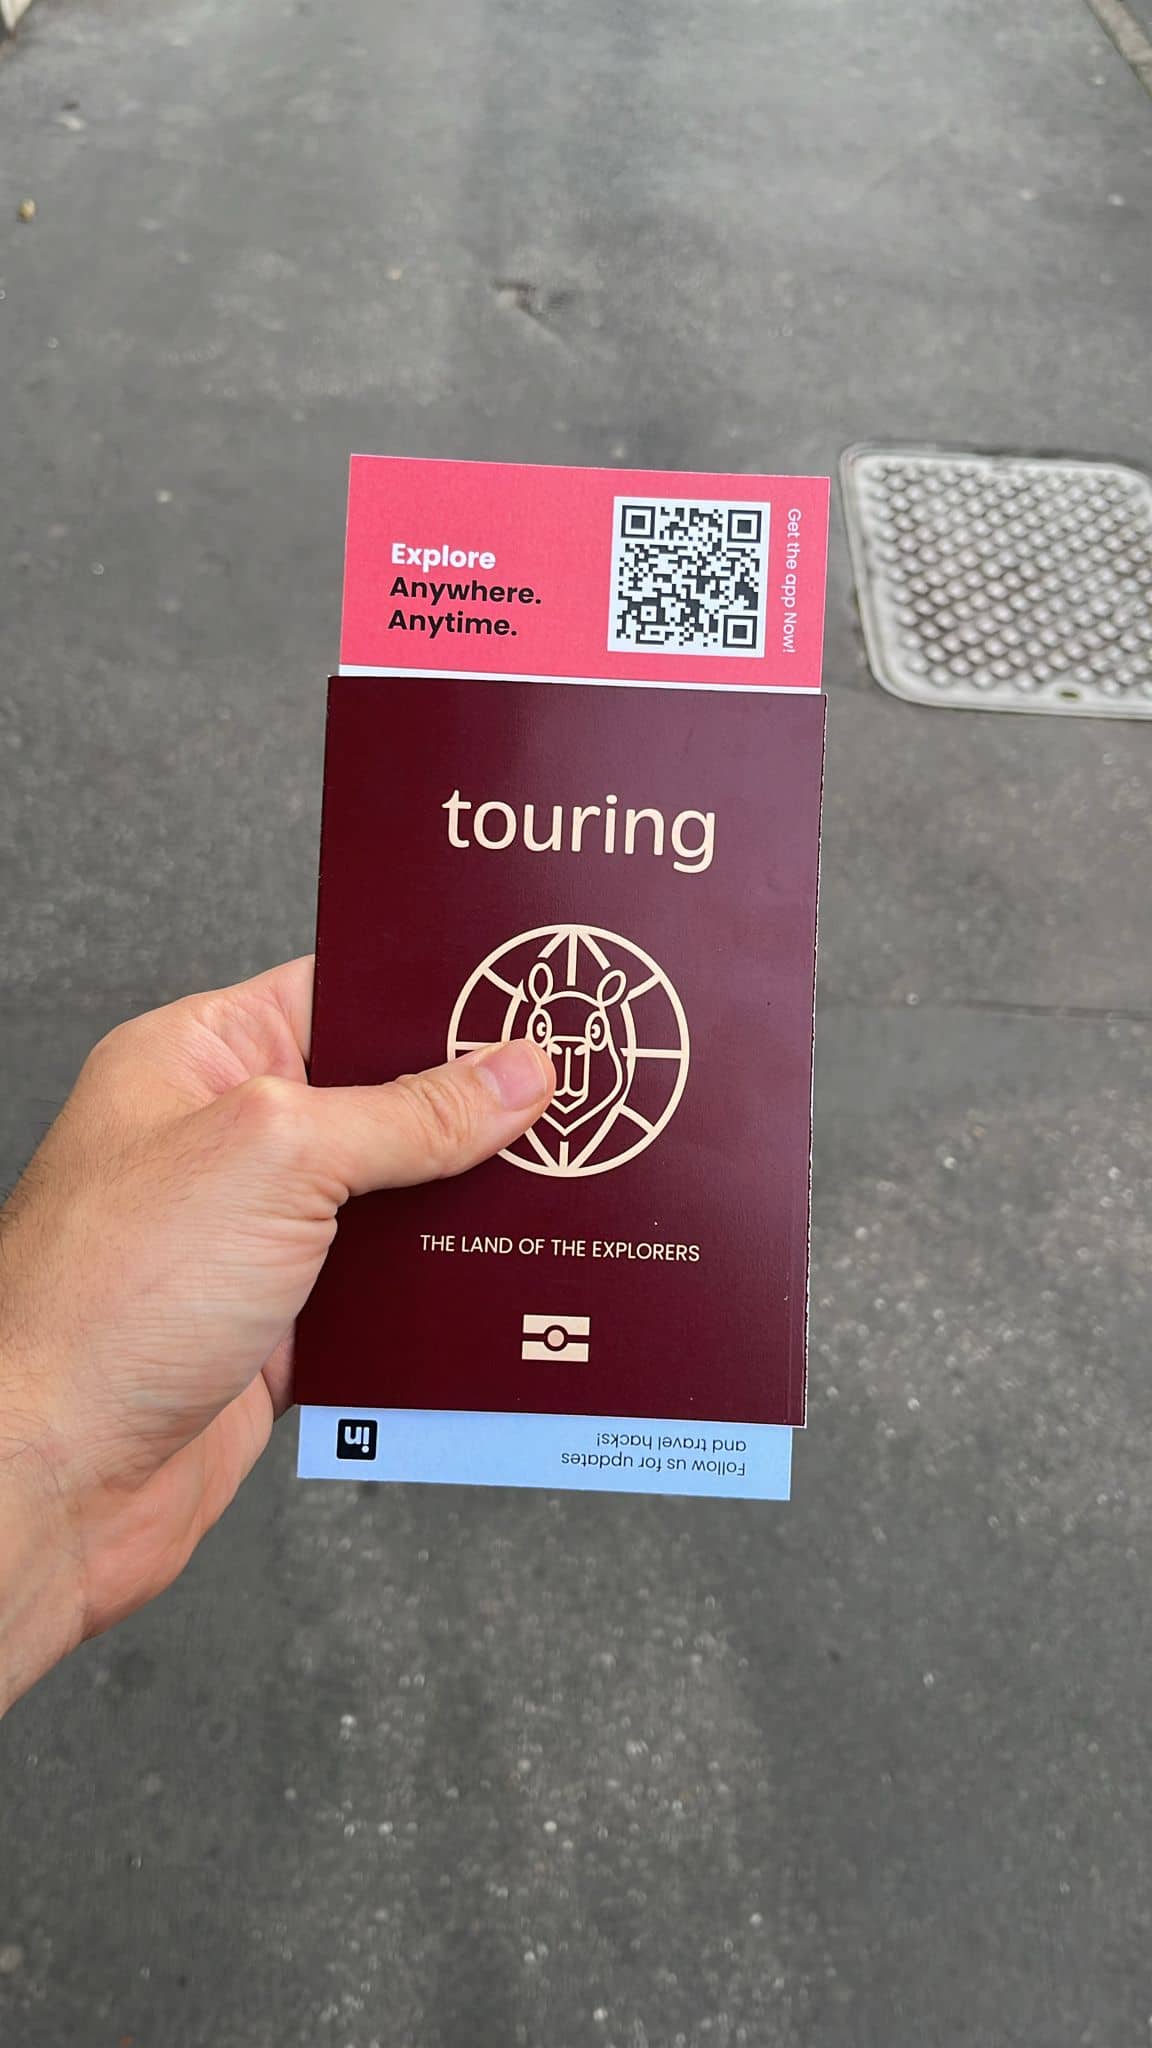 Explore
Anywhere.
Anytime.
Get the app Now!
touring
THE LAND OF THE EXPLORERS
in
Follow us for updates
and travel hacks!